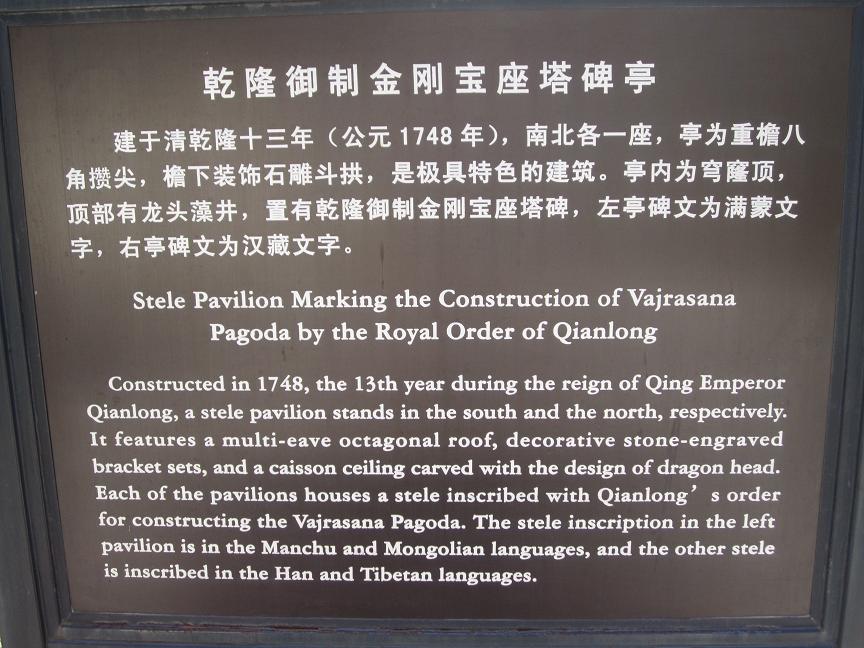 乾隆御制金刚宝座塔碑亭
建于清乾隆十三年（公元1748年），南北各一座，亭为重檐八
角攒尖，檐下装饰石雕斗拱，是极具特色的建筑。亭内为穹窿顶，
顶部有龙头藻井，置有乾隆御制金刚宝座塔碑，左亭碑文为满蒙文
字，右亭碑文为汉藏文字。
Stele Pavilion Marking the Construction of Vajrasana
Pagoda by the Royal Order of Qianlong
Constructed in 1748, the 13th year during the reign of Qing Emperor
Qianlong, a stele pavilion stands in the south and the north, respectively.
It features a multi-eave octagonal roof, decorative stone-engraved
bracket sets, and a caisson ceiling carved with the design of dragon head.
Each of the pavilions houses a stele inscribed with Qianlong’s order
for constructing the Vajrasana Pagoda. The stele inscription in the left
pavilion is in the Manchu and Mongolian languages, and the other stele
is inscribed in the Han and Tibetan languages.